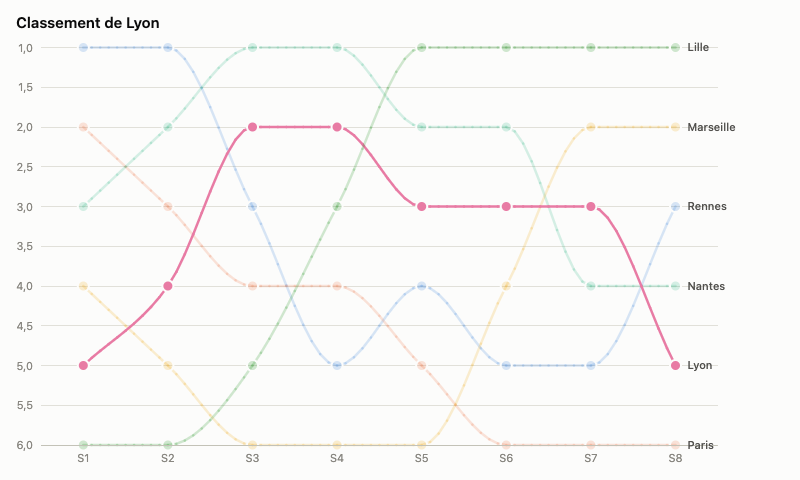 Classement de Lyon
1,0
1,5
2,0
2,5
3,0
3,5
4,0
4,5
5,0
5,5
6,0
Lille
Marseille
Rennes
Nantes
Lyon
Paris
S1 S2 S3 S4 S5 S6 S7 S8